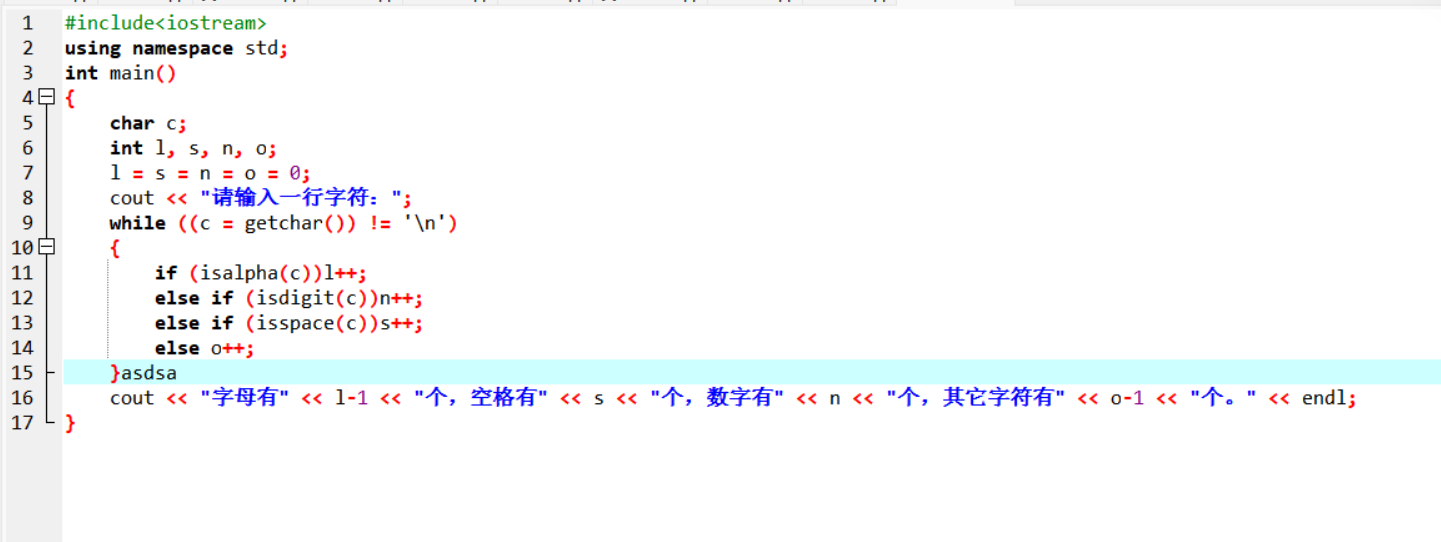 1 #include<iostream>
2 using namespace std;
3 int main()
4 {
5 char c;
6 int l, s, n, o;
7 l = s = n = o = 0;
8 cout << "请输入一行字符：";
9 while ((c = getchar()) != '\n')
10 {
11 if (isalpha(c))l++;
12 else if (isdigit(c))n++;
13 else if (isspace(c))s++;
14 else o++;
15 }asdsa
16 cout << "字母有" << l-1 << "个，空格有" << s << "个，数字有" << n << "个，其它字符有" << o-1 << "个。" << endl;
17 }